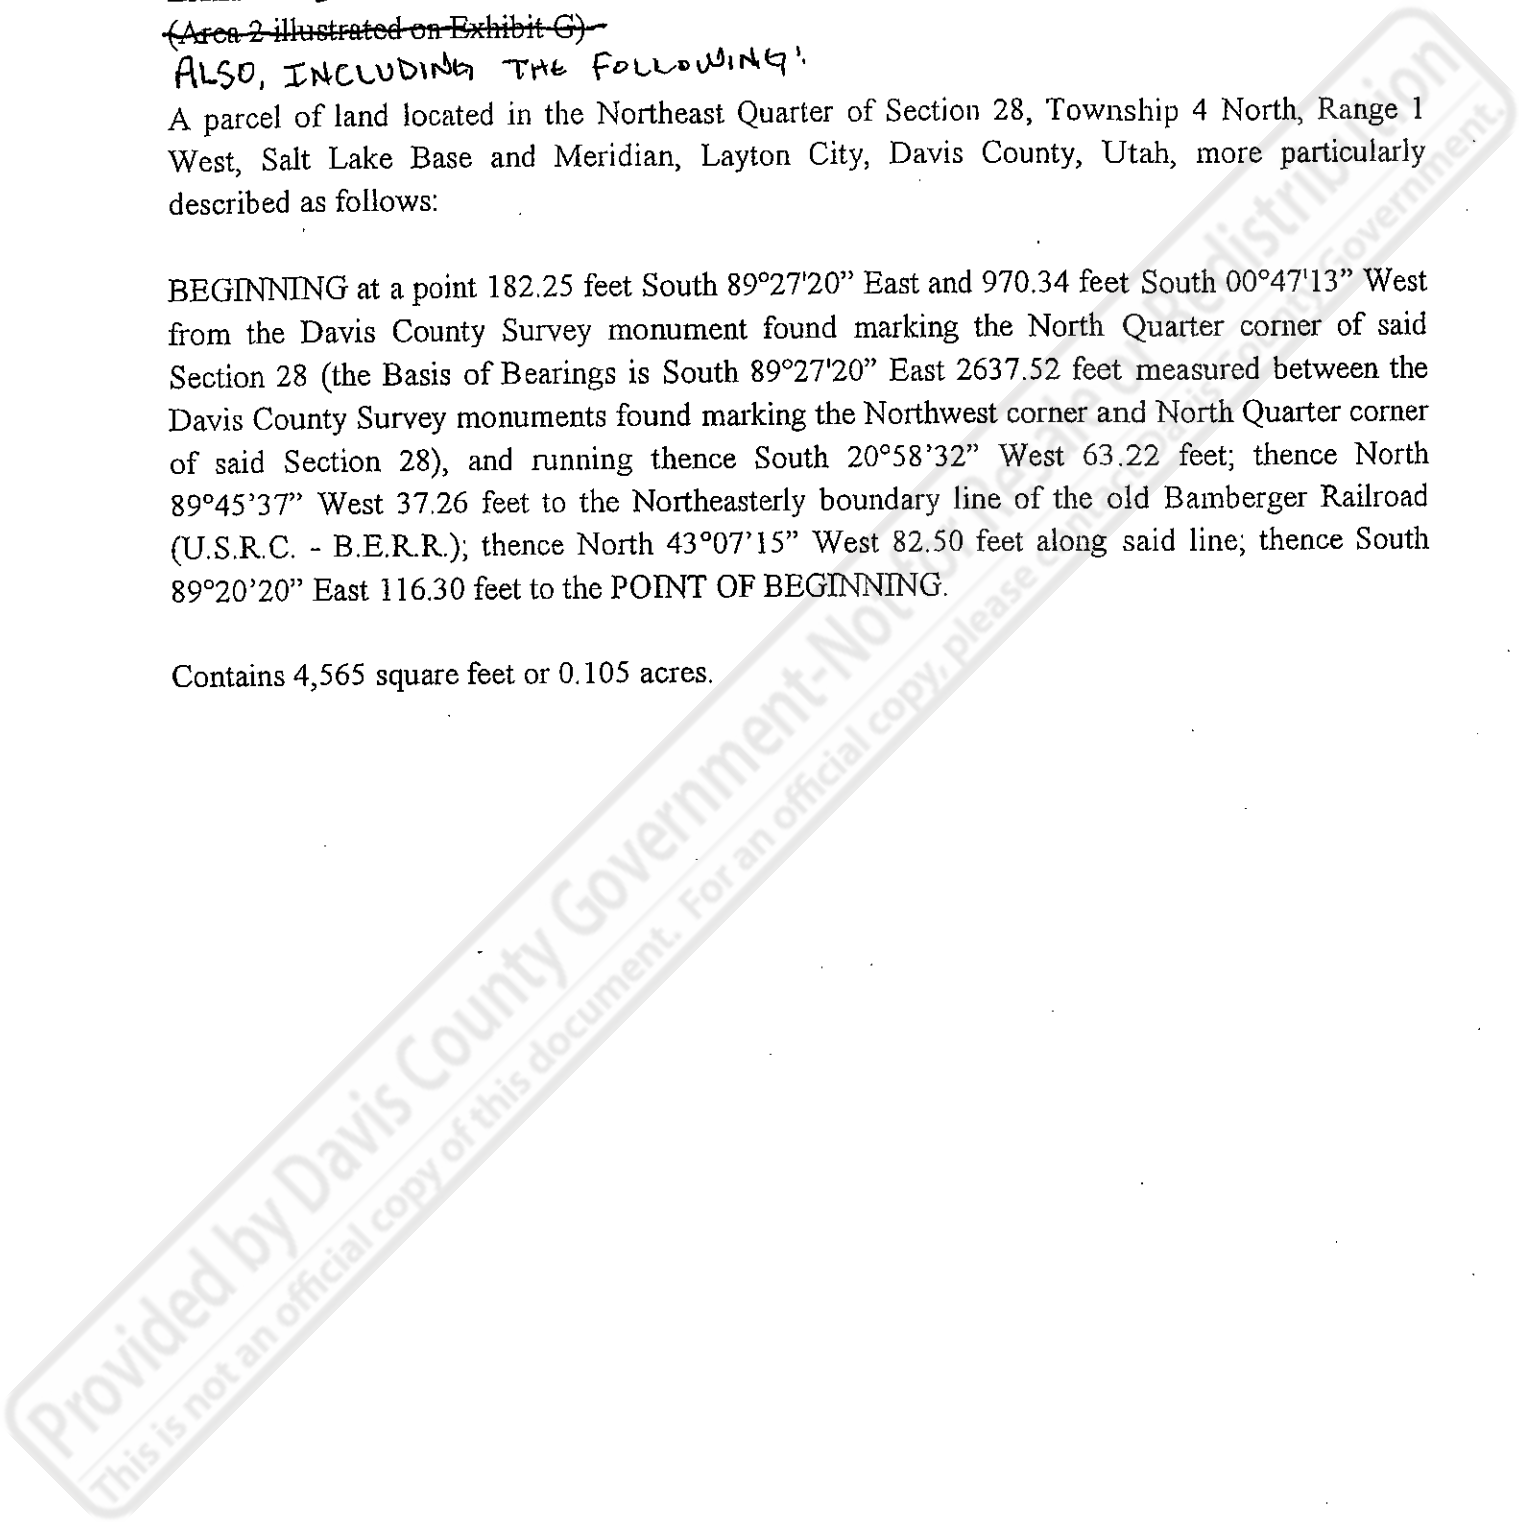 (Area 2 illustrated on Exhibit G)
ALSO, INCLUDING THE FOLLOWING:
A parcel of land located in the Northeast Quarter of Section 28, Township 4 North, Range 1
West, Salt Lake Base and Meridian, Layton City, Davis County, Utah, more particularly
described as follows:
BEGINNING at a point 182.25 feet South 89°27'20” East and 970.34 feet South 00°47'13” West
from the Davis County Survey monument found marking the North Quarter corner of said
Section 28 (the Basis of Bearings is South 89°27'20” East 2637.52 feet measured between the
Davis County Survey monuments found marking the Northwest corner and North Quarter corner
of said Section 28), and running thence South 20°58’32” West 63.22 feet; thence North
89°45’37” West 37.26 feet to the Northeasterly boundary line of the old Bamberger Railroad
(U.S.R.C. - B.E.R.R.); thence North 43°07’15” West 82.50 feet along said line; thence South
89°20’20” East 116.30 feet to the POINT OF BEGINNING.
Contains 4,565 square feet or 0.105 acres.
Provided by Davis County Government-Not for Resale or Redistribution
This is not an official copy of this document. For an official copy, please contact Davis County Government.